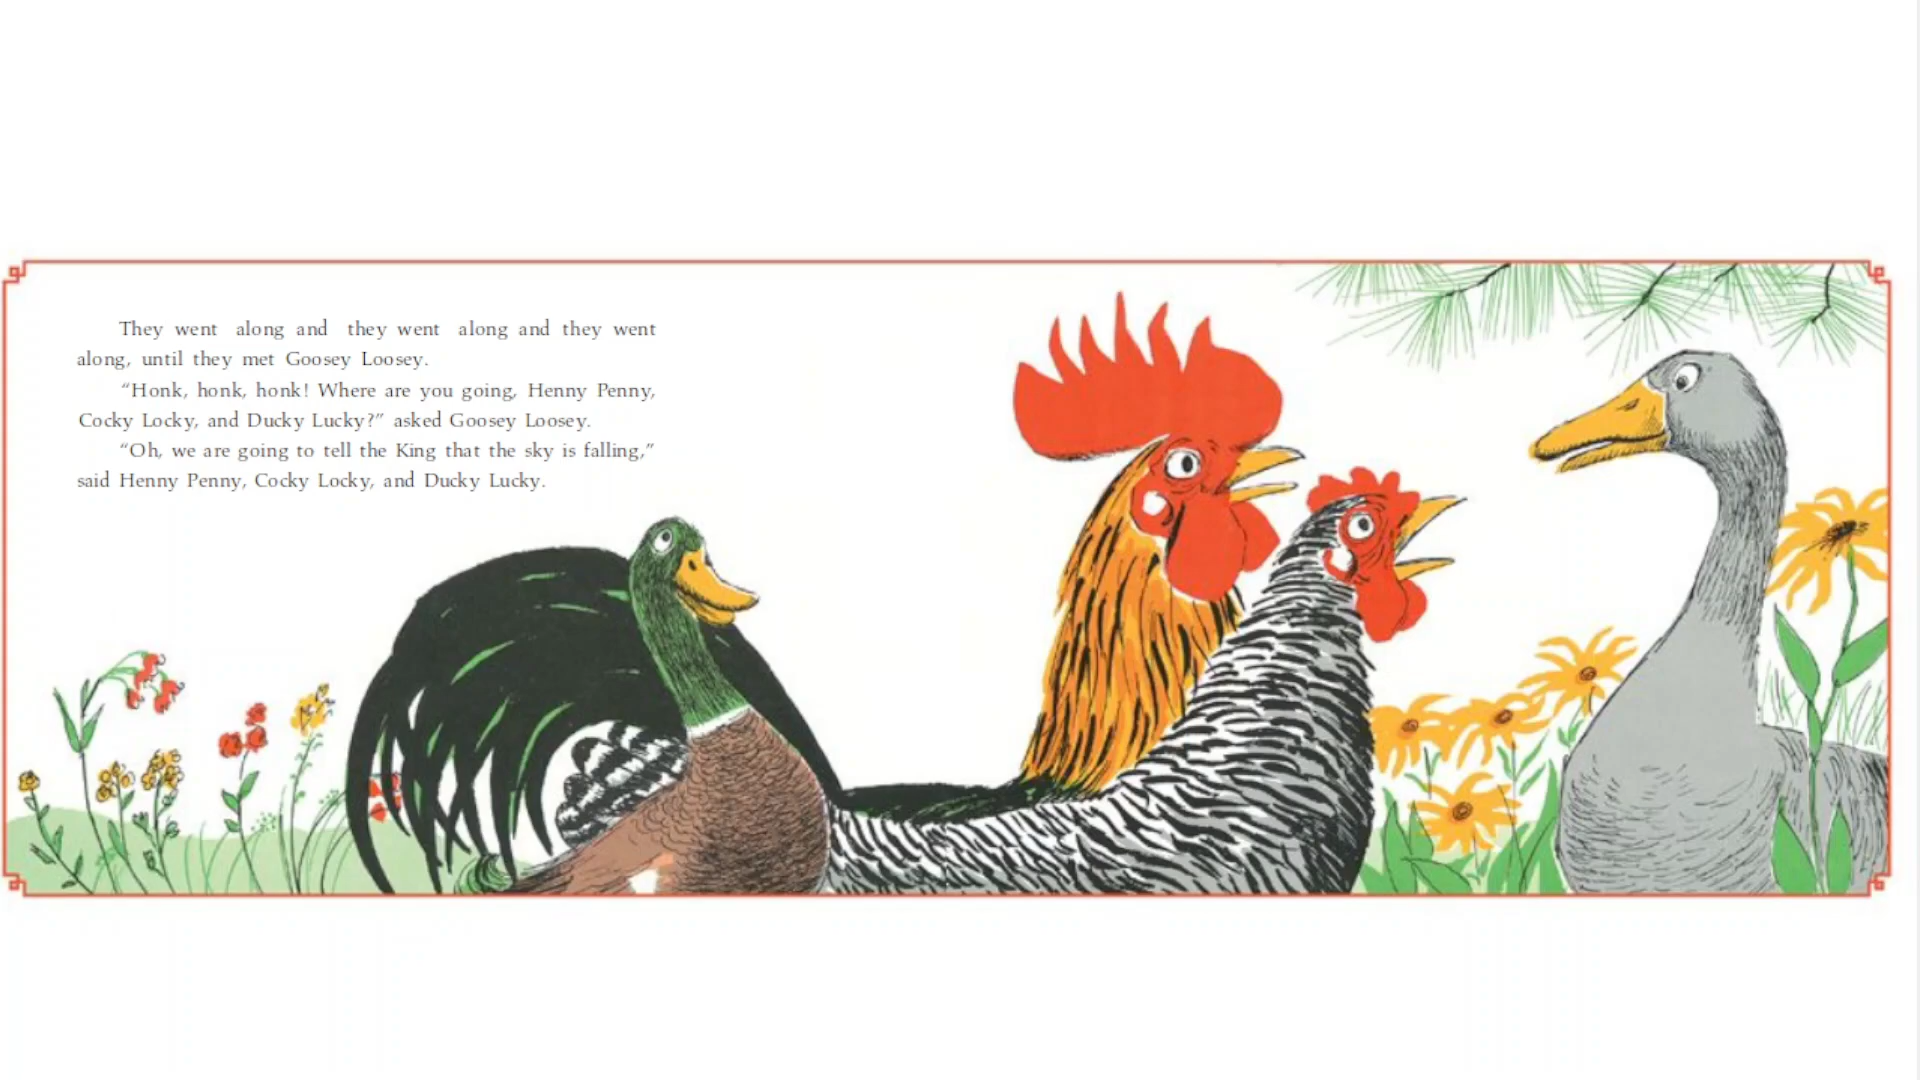 They went along and they went along and they went
along, until they met Goosey Loosey.
“Honk, honk, honk! Where are you going, Henny Penny,
Cocky Locky, and Ducky Lucky?” asked Goosey Loosey.
“Oh, we are going to tell the King that the sky is falling,”
said Henny Penny, Cocky Locky, and Ducky Lucky.